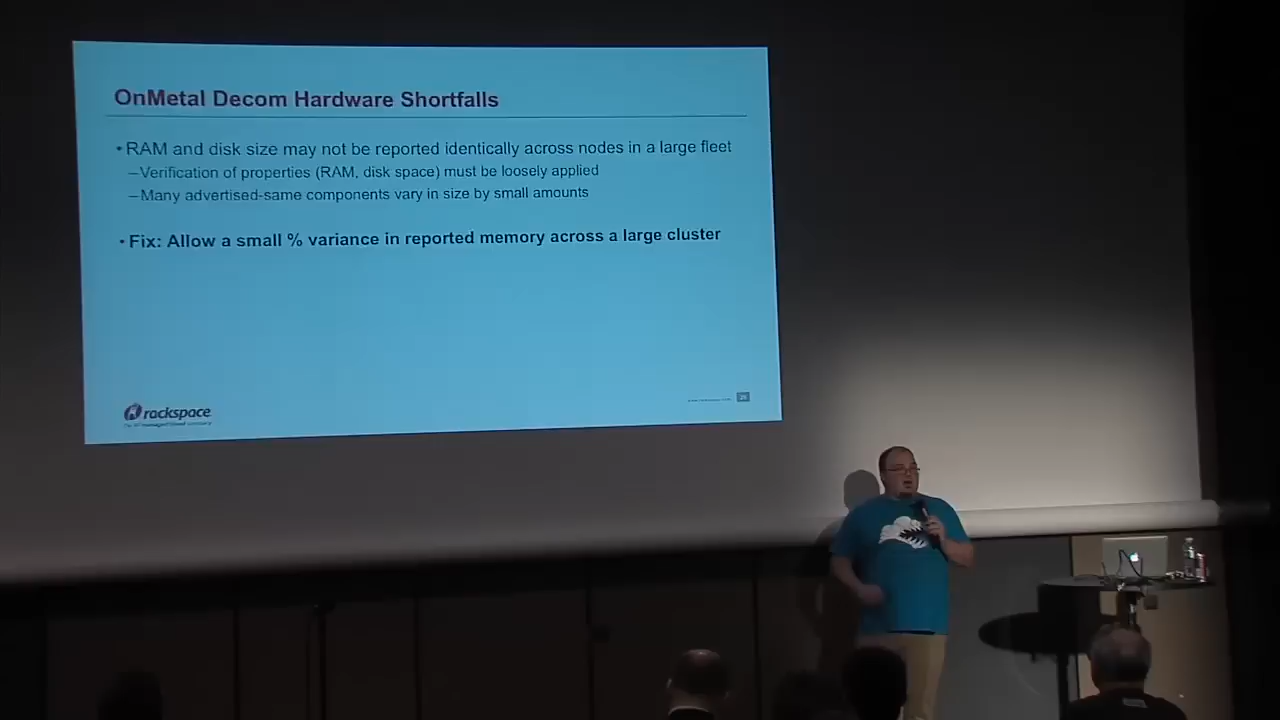 OnMetal Decom Hardware Shortfalls
•RAM and disk size may not be reported identically across nodes in a large fleet
–Verification of properties (RAM, disk space) must be loosely applied
–Many advertised-same components vary in size by small amounts
•Fix: Allow a small % variance in reported memory across a large cluster
rackspace